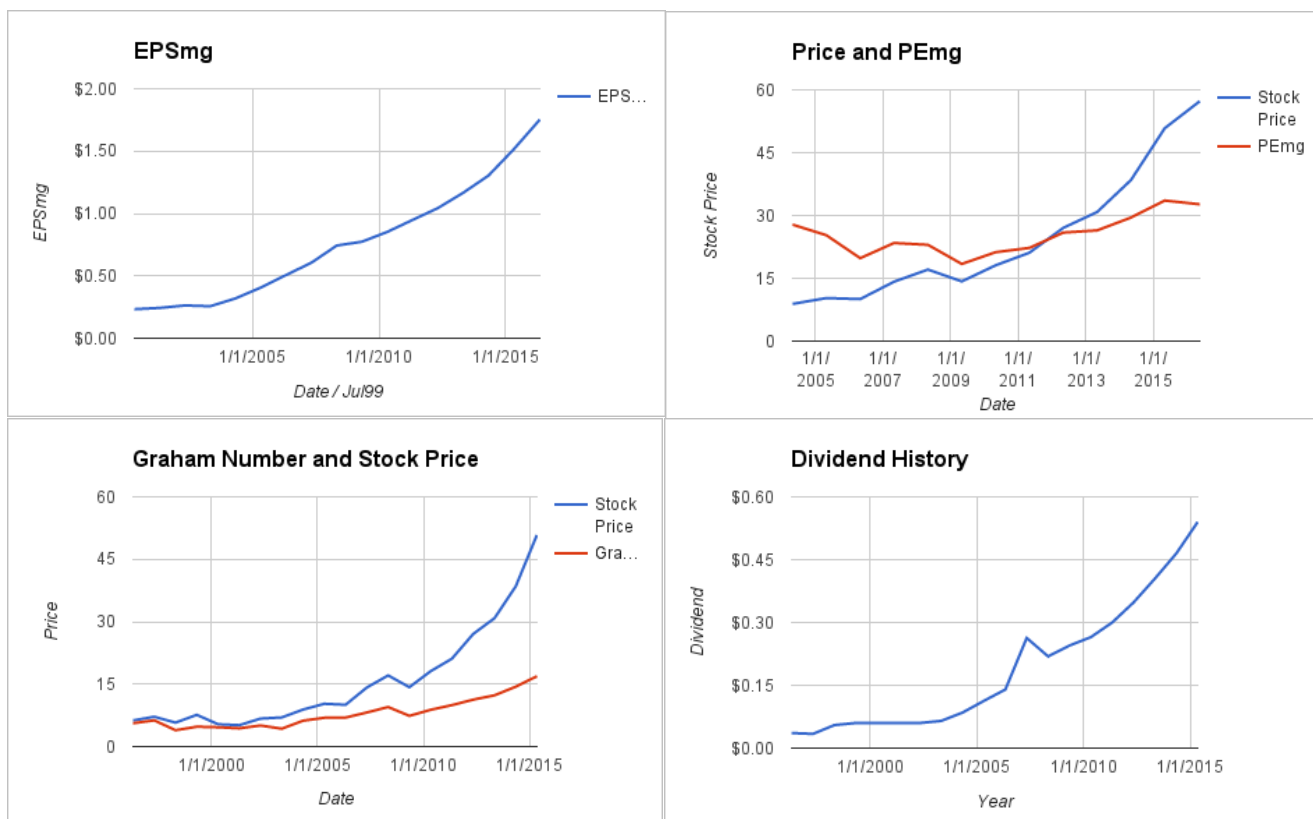 EPSmg
$2.00
$1.50
$1.00
$0.50
$0.00
EPSmg
1/1/2005
1/1/2010
1/1/2015
Date / Jul99
EPS...
Price and PEmg
60
45
30
15
0
Stock Price
1/1/
2005
1/1/
2007
1/1/
2009
1/1/
2011
1/1/
2013
1/1/
2015
Date
Stock
Price
PEmg
Graham Number and Stock Price
60
45
30
15
0
Price
1/1/2000
1/1/2005
1/1/2010
1/1/2015
Date
Stock
Price
Gra...
Dividend History
$0.60
$0.45
$0.30
$0.15
$0.00
Dividend
1/1/2000
1/1/2005
1/1/2010
1/1/2015
Year